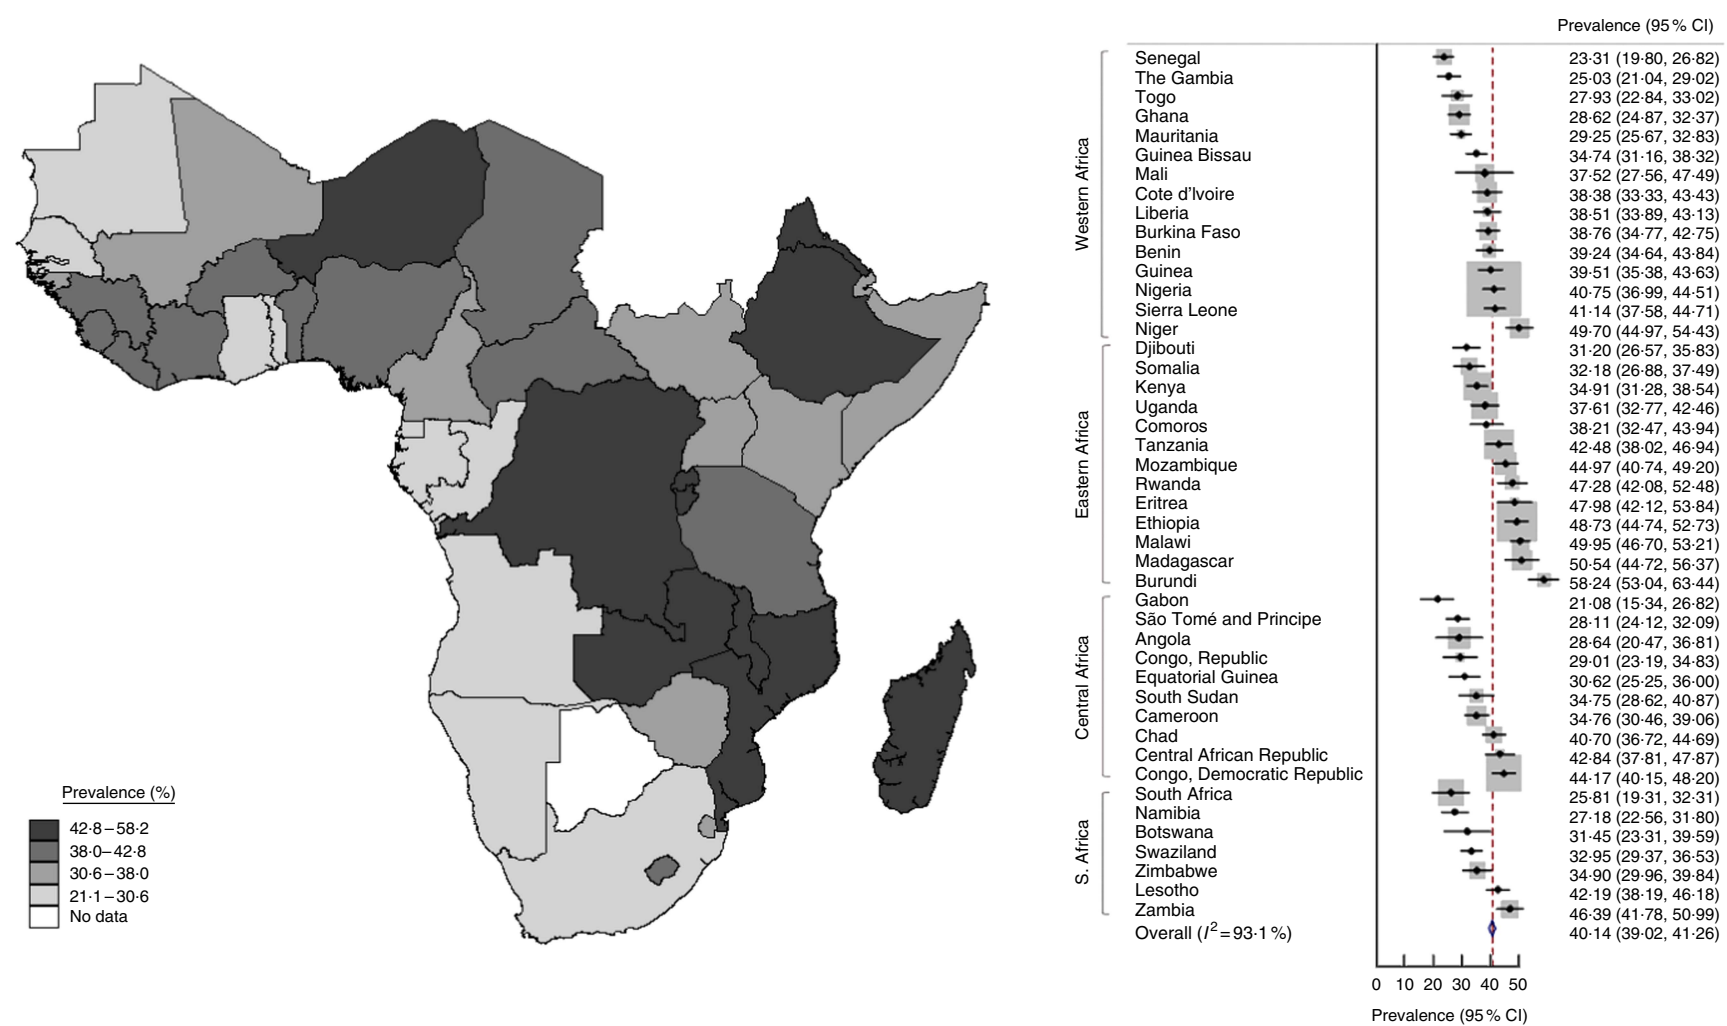 Prevalence (95 % CI)
Western Africa
Senegal 23·31 (19·80, 26·82)
The Gambia 25·03 (21·04, 29·02)
Togo 27·93 (22·84, 33·02)
Ghana 28·62 (24·87, 32·37)
Mauritania 29·25 (25·67, 32·83)
Guinea Bissau 34·74 (31·16, 38·32)
Mali 37·52 (27·56, 47·49)
Cote d'Ivoire 38·38 (33·33, 43·43)
Liberia 38·51 (33·89, 43·13)
Burkina Faso 38·76 (34·77, 42·75)
Benin 39·24 (34·64, 43·84)
Guinea 39·51 (35·38, 43·63)
Nigeria 40·75 (36·99, 44·51)
Sierra Leone 41·14 (37·58, 44·71)
Niger 49·70 (44·97, 54·43)
Eastern Africa
Djibouti 31·20 (26·57, 35·83)
Somalia 32·18 (26·88, 37·49)
Kenya 34·91 (31·28, 38·54)
Uganda 37·61 (32·77, 42·46)
Comoros 38·21 (32·47, 43·94)
Tanzania 42·48 (38·02, 46·94)
Mozambique 44·97 (40·74, 49·20)
Rwanda 47·28 (42·08, 52·48)
Eritrea 47·98 (42·12, 53·84)
Ethiopia 48·73 (44·74, 52·73)
Malawi 49·95 (46·70, 53·21)
Madagascar 50·54 (44·72, 56·37)
Burundi 58·24 (53·04, 63·44)
Central Africa
Gabon 21·08 (15·34, 26·82)
São Tomé and Principe 28·11 (24·12, 32·09)
Angola 28·64 (20·47, 36·81)
Congo, Republic 29·01 (23·19, 34·83)
Equatorial Guinea 30·62 (25·25, 36·00)
South Sudan 34·75 (28·62, 40·87)
Cameroon 34·76 (30·46, 39·06)
Chad 40·70 (36·72, 44·69)
Central African Republic 42·84 (37·81, 47·87)
Congo, Democratic Republic 44·17 (40·15, 48·20)
S. Africa
South Africa 25·81 (19·31, 32·31)
Namibia 27·18 (22·56, 31·80)
Botswana 31·45 (23·31, 39·59)
Swaziland 32·95 (29·37, 36·53)
Zimbabwe 34·90 (29·96, 39·84)
Lesotho 42·19 (38·19, 46·18)
Zambia 46·39 (41·78, 50·99)
Overall (I² = 93·1 %) 40·14 (39·02, 41·26)
0 10 20 30 40 50
Prevalence (95 % CI)
Prevalence (%)
42·8–58·2
38·0–42·8
30·6–38·0
21·1–30·6
No data